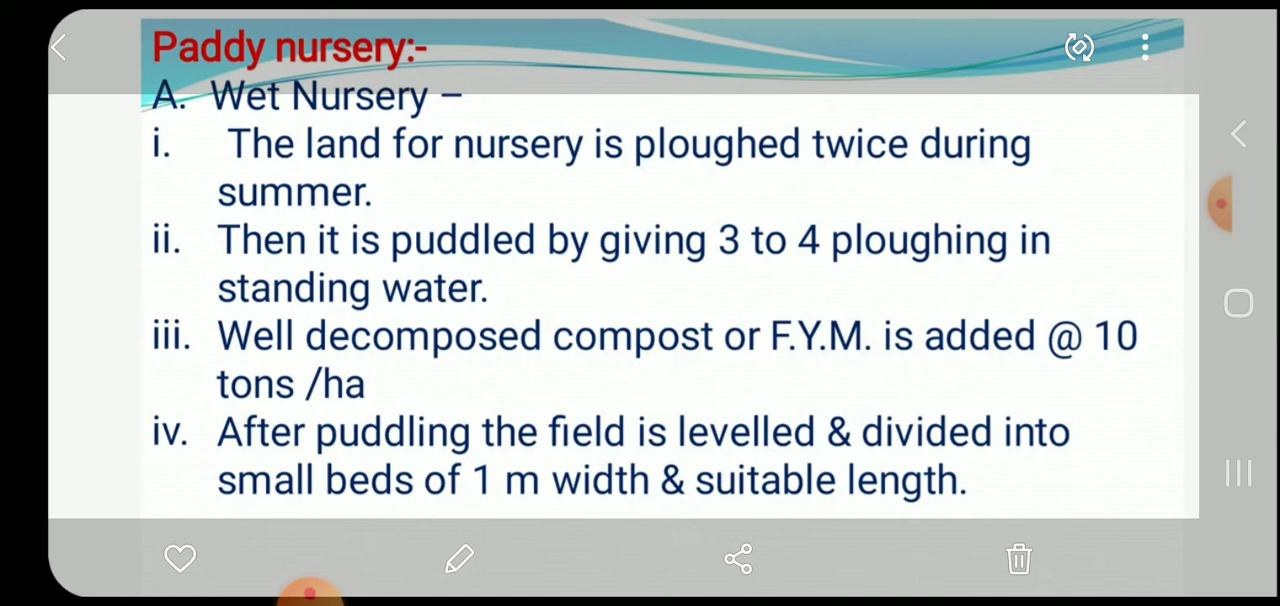 Paddy nursery:-
A. Wet Nursery –
i. The land for nursery is ploughed twice during
summer.
ii. Then it is puddled by giving 3 to 4 ploughing in
standing water.
iii. Well decomposed compost or F.Y.M. is added @ 10
tons /ha
iv. After puddling the field is levelled & divided into
small beds of 1 m width & suitable length.